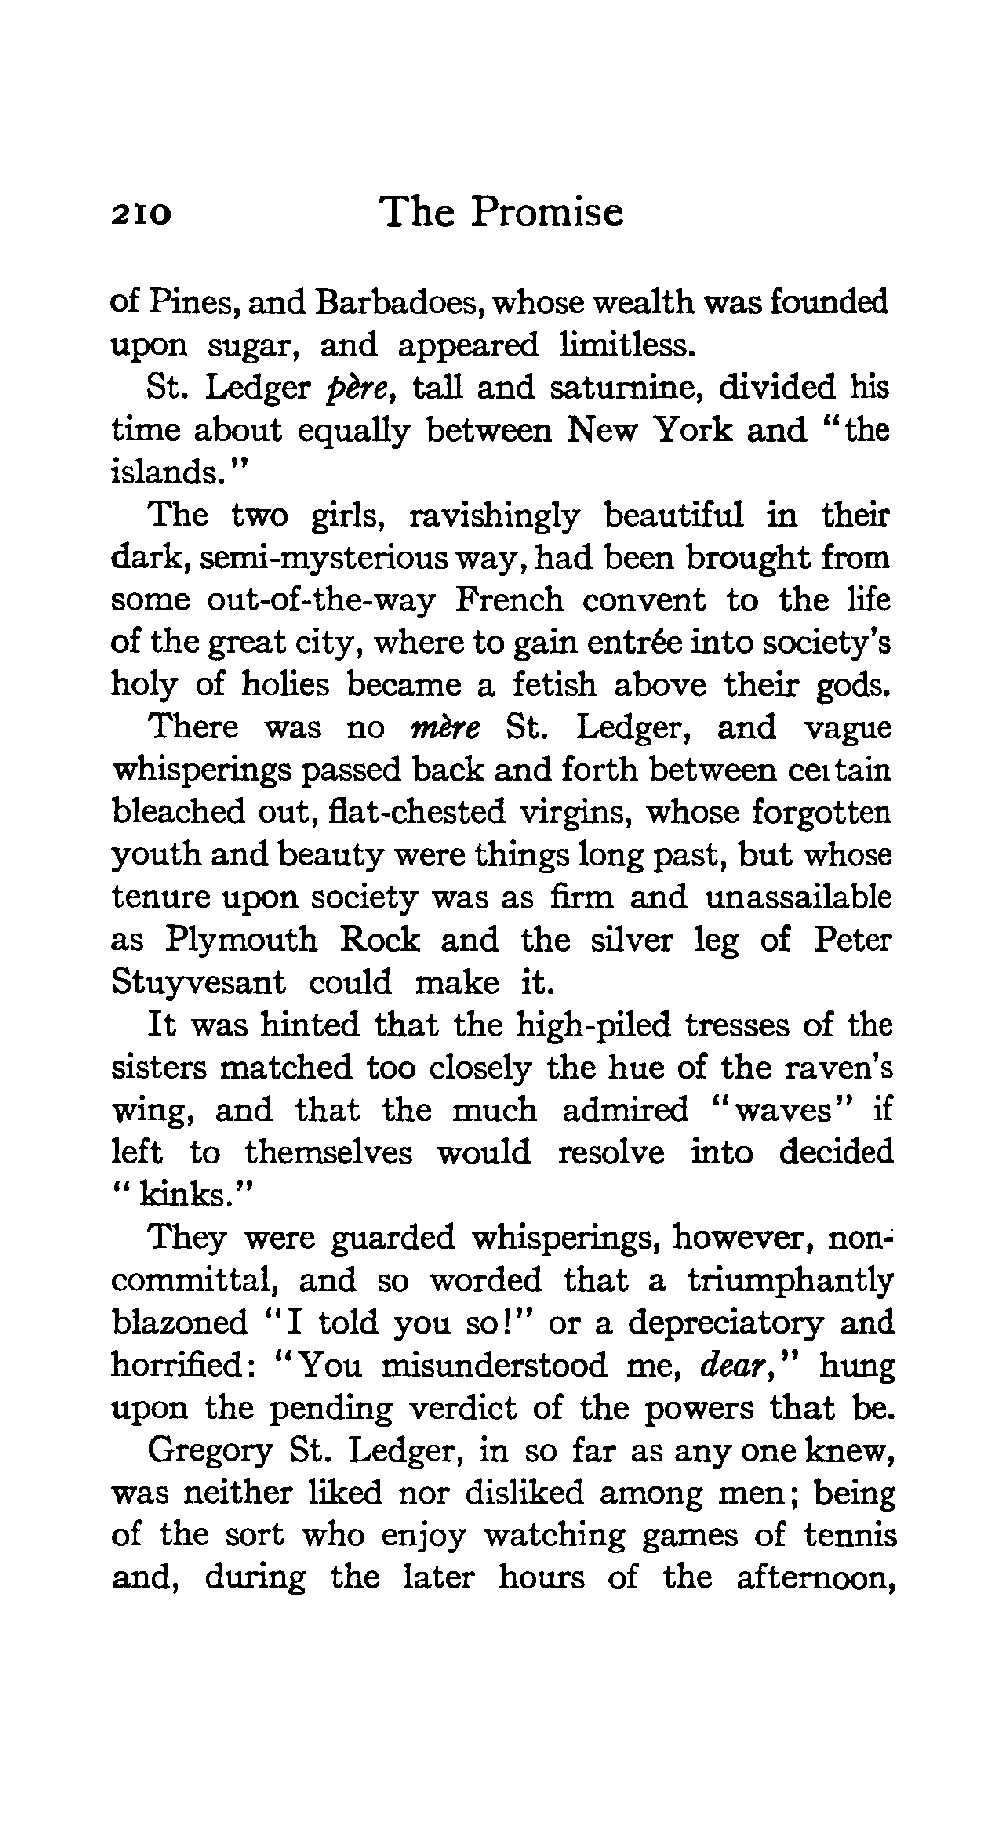 210 The Promise
of Pines, and Barbadoes, whose wealth was founded
upon sugar, and appeared limitless.
St. Ledger père, tall and saturnine, divided his
time about equally between New York and "the
islands."
The two girls, ravishingly beautiful in their
dark, semi-mysterious way, had been brought from
some out-of-the-way French convent to the life
of the great city, where to gain entrée into society's
holy of holies became a fetish above their gods.
There was no mère St. Ledger, and vague
whisperings passed back and forth between certain
bleached out, flat-chested virgins, whose forgotten
youth and beauty were things long past, but whose
tenure upon society was as firm and unassailable
as Plymouth Rock and the silver leg of Peter
Stuyvesant could make it.
It was hinted that the high-piled tresses of the
sisters matched too closely the hue of the raven's
wing, and that the much admired "waves" if
left to themselves would resolve into decided
"kinks."
They were guarded whisperings, however, non-
committal, and so worded that a triumphantly
blazoned "I told you so!" or a depreciatory and
horrified: "You misunderstood me, dear," hung
upon the pending verdict of the powers that be.
Gregory St. Ledger, in so far as any one knew,
was neither liked nor disliked among men; being
of the sort who enjoy watching games of tennis
and, during the later hours of the afternoon,